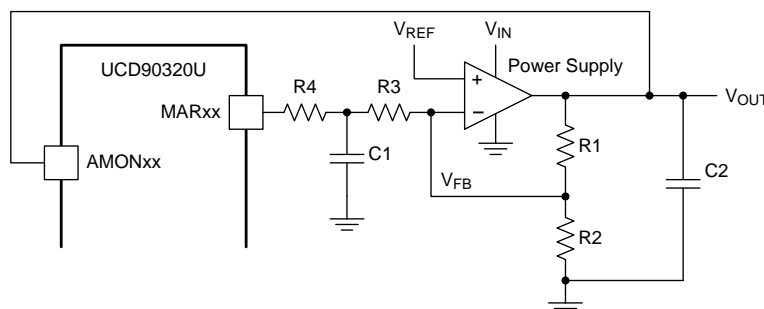 UCD90320U
MARxx
AMONxx
R4
R3
C1
VREF
VIN
Power Supply
+
−
VFB
R1
R2
C2
VOUT